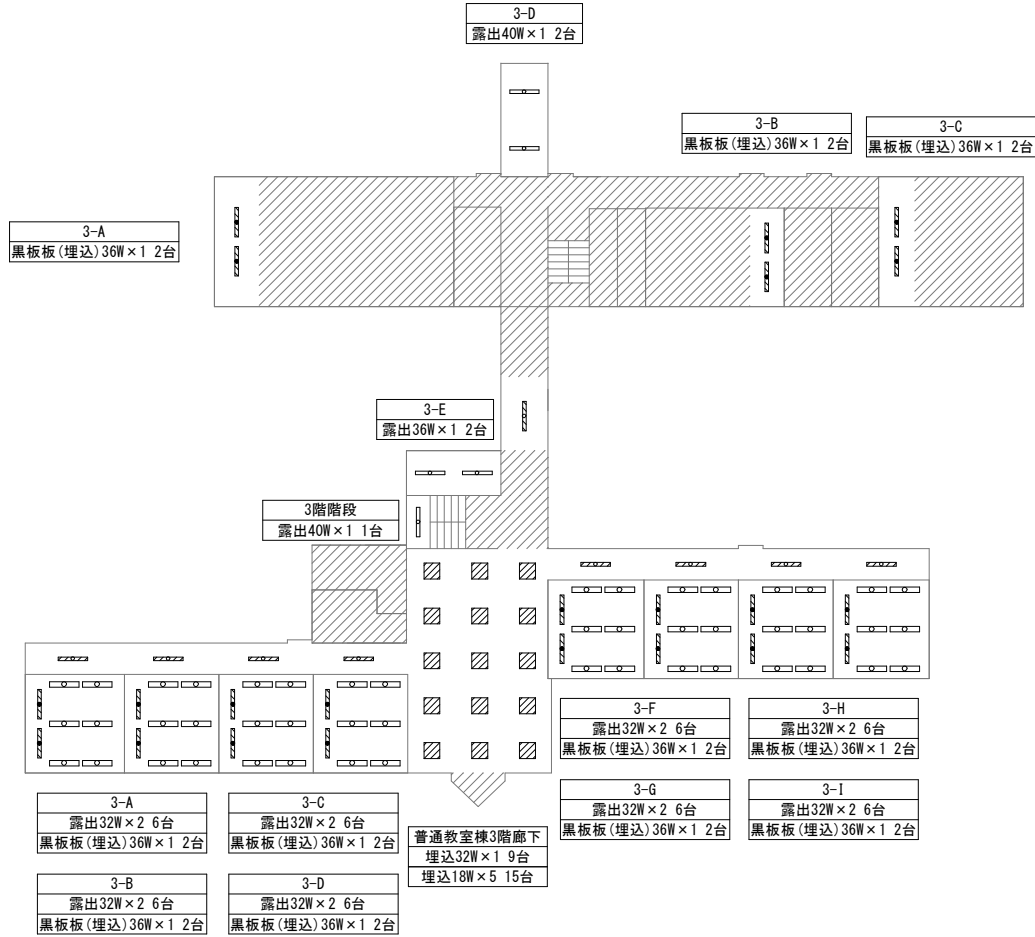 3-D
露出40W×1 2台
3-B
黒板板(埋込)36W×1 2台
3-C
黒板板(埋込)36W×1 2台
3-A
黒板板(埋込)36W×1 2台
3-E
露出36W×1 2台
3階階段
露出40W×1 1台
3-F
露出32W×2 6台
黒板板(埋込)36W×1 2台
3-H
露出32W×2 6台
黒板板(埋込)36W×1 2台
3-G
露出32W×2 6台
黒板板(埋込)36W×1 2台
3-I
露出32W×2 6台
黒板板(埋込)36W×1 2台
3-A
露出32W×2 6台
黒板板(埋込)36W×1 2台
3-C
露出32W×2 6台
黒板板(埋込)36W×1 2台
普通教室棟3階廊下
埋込32W×1 9台
埋込18W×5 15台
3-B
露出32W×2 6台
黒板板(埋込)36W×1 2台
3-D
露出32W×2 6台
黒板板(埋込)36W×1 2台